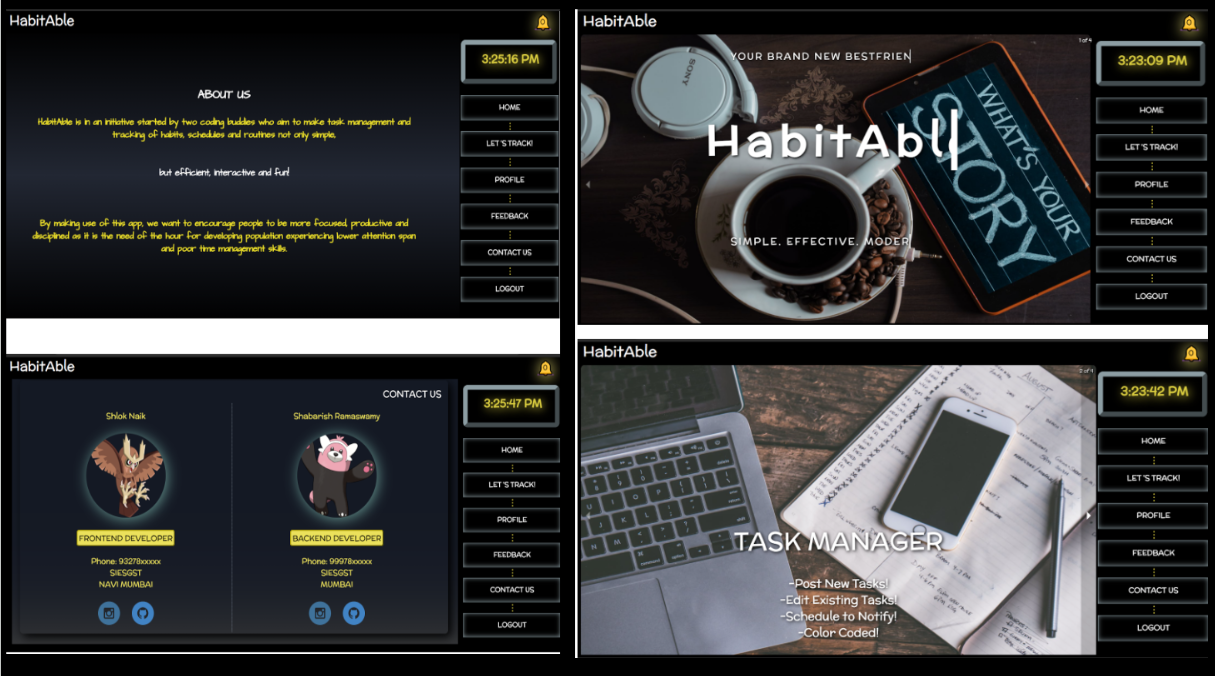 HabitAble
3:25:16 PM
ABOUT US
HabitAble is in an initiative started by two coding buddies who aim to make task management and
tracking of habits, schedules and routines not only simple,
but efficient, interactive and fun!
By making use of this app, we want to encourage people to be more focused, productive and
disciplined as it is the need of the hour for developing population experiencing lower attention span
and poor time management skills.
HOME
LET'S TRACK!
PROFILE
FEEDBACK
CONTACT US
LOGOUT
HabitAble
1 of 4
YOUR BRAND NEW BESTFRIEN
HabitAbl
SIMPLE. EFFECTIVE. MODER
SONY
WHAT'S YOUR
STORY
3:23:09 PM
HOME
LET'S TRACK!
PROFILE
FEEDBACK
CONTACT US
LOGOUT
HabitAble
CONTACT US
Shlok Naik
FRONTEND DEVELOPER
Phone: 93278xxxxx
SIESGST
NAVI MUMBAI
Shabarish Ramaswamy
BACKEND DEVELOPER
Phone: 99978xxxxx
SIESGST
MUMBAI
3:25:47 PM
HOME
LET'S TRACK!
PROFILE
FEEDBACK
CONTACT US
LOGOUT
HabitAble
TASK MANAGER
-Post New Tasks!
-Edit Existing Tasks!
-Schedule to Notify!
-Color Coded!
3:23:42 PM
HOME
LET'S TRACK!
PROFILE
FEEDBACK
CONTACT US
LOGOUT